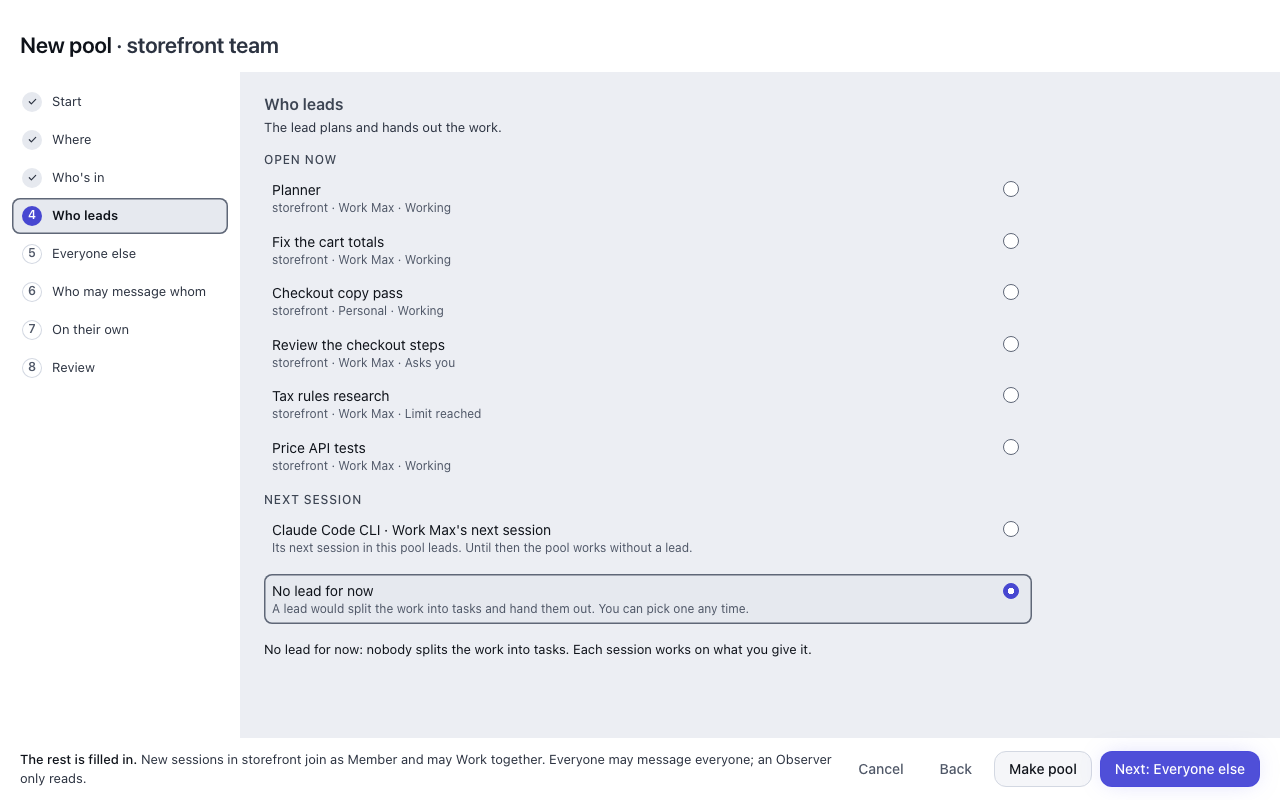 New pool · storefront team
Start
Where
Who's in
4 Who leads
5 Everyone else
6 Who may message whom
7 On their own
8 Review
Who leads
The lead plans and hands out the work.
OPEN NOW
Planner
storefront · Work Max · Working
Fix the cart totals
storefront · Work Max · Working
Checkout copy pass
storefront · Personal · Working
Review the checkout steps
storefront · Work Max · Asks you
Tax rules research
storefront · Work Max · Limit reached
Price API tests
storefront · Work Max · Working
NEXT SESSION
Claude Code CLI · Work Max's next session
Its next session in this pool leads. Until then the pool works without a lead.
No lead for now
A lead would split the work into tasks and hand them out. You can pick one any time.
No lead for now: nobody splits the work into tasks. Each session works on what you give it.
The rest is filled in. New sessions in storefront join as Member and may Work together. Everyone may message everyone; an Observer
only reads.
Cancel
Back
Make pool
Next: Everyone else